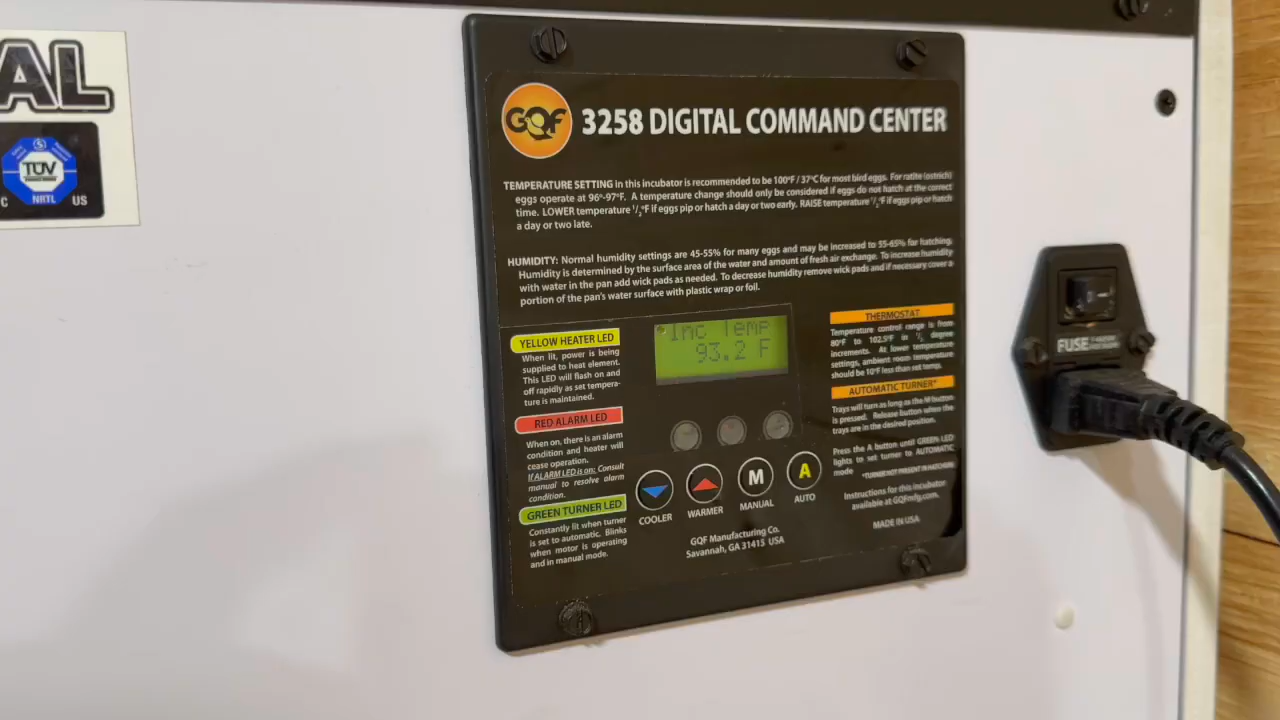 AL
TÜV
C NRTL US
GQF 3258 DIGITAL COMMAND CENTER
TEMPERATURE SETTING in this incubator is recommended to be 100°F / 37°C for most bird eggs. For ratite (ostrich)
eggs operate at 96°-97°F. A temperature change should only be considered if eggs do not hatch at the correct
time. LOWER temperature 1/2°F if eggs pip or hatch a day or two early. RAISE temperature 1/2°F if eggs pip or hatch
a day or two late.
HUMIDITY: Normal humidity settings are 45-55% for many eggs and may be increased to 55-65% for hatching.
Humidity is determined by the surface area of the water and amount of fresh air exchange. To increase humidity
with water in the pan add wick pads as needed. To decrease humidity remove wick pads and if necessary cover a
portion of the pan's water surface with plastic wrap or foil.
YELLOW HEATER LED
When lit, power is being
supplied to heat element.
This LED will flash on and
off rapidly as set tempera-
ture is maintained.
RED ALARM LED
When on, there is an alarm
condition and heater will
cease operation.
If ALARM LED is on: Consult
manual to resolve alarm
condition.
GREEN TURNER LED
Constantly lit when turner
is set to automatic. Blinks
when motor is operating
and in manual mode.
Inc Temp
93.2 F
COOLER WARMER M MANUAL A AUTO
GQF Manufacturing Co.
Savannah, GA 31415 USA
THERMOSTAT
Temperature control range is from
80°F to 102.5°F in 1/2 degree
increments. At lower temperature
settings, ambient room temperature
should be 10°F less than set temp.
AUTOMATIC TURNER*
Trays will turn as long as the M button
is pressed. Release button when the
trays are in the desired position.
Press the A button until GREEN LED
lights to set turner to AUTOMATIC
mode *TURNER NOT PRESENT IN HATCHERS
Instructions for this incubator
available at GQFmfg.com.
MADE IN USA
FUSE